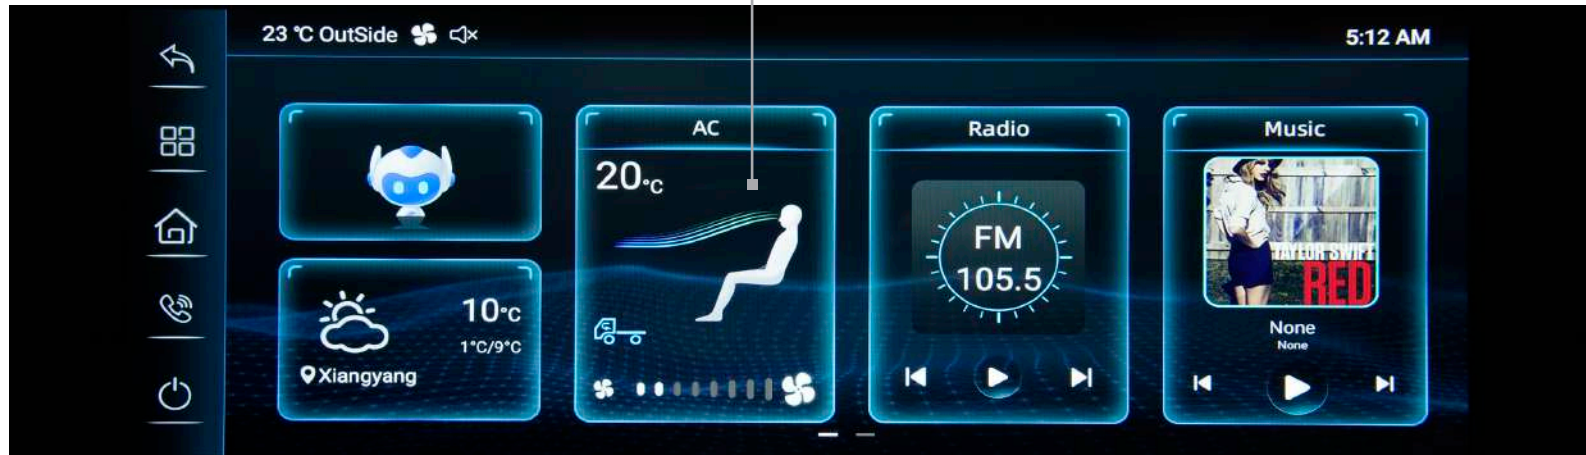 23 °C OutSide
5:12 AM
AC
20°C
10°C
1°C/9°C
Xiangyang
Radio
FM
105.5
Music
TAYLOR SWIFT
RED
None
None